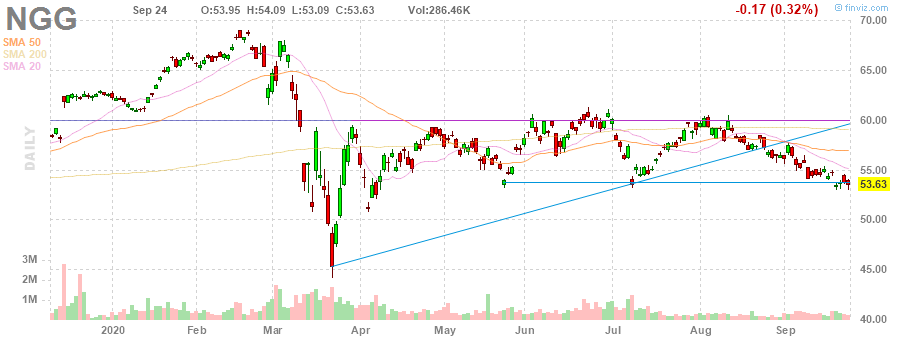 NGG Sep 24 O:53.95 H:54.09 L:53.09 C:53.63 Vol:286.46K -0.17 (0.32%) © finviz.com
SMA 50
SMA 200
SMA 20
DAILY
70.00
65.00
60.00
55.00
53.63
50.00
45.00
40.00
3M
2M
1M
2020 Feb Mar Apr May Jun Jul Aug Sep